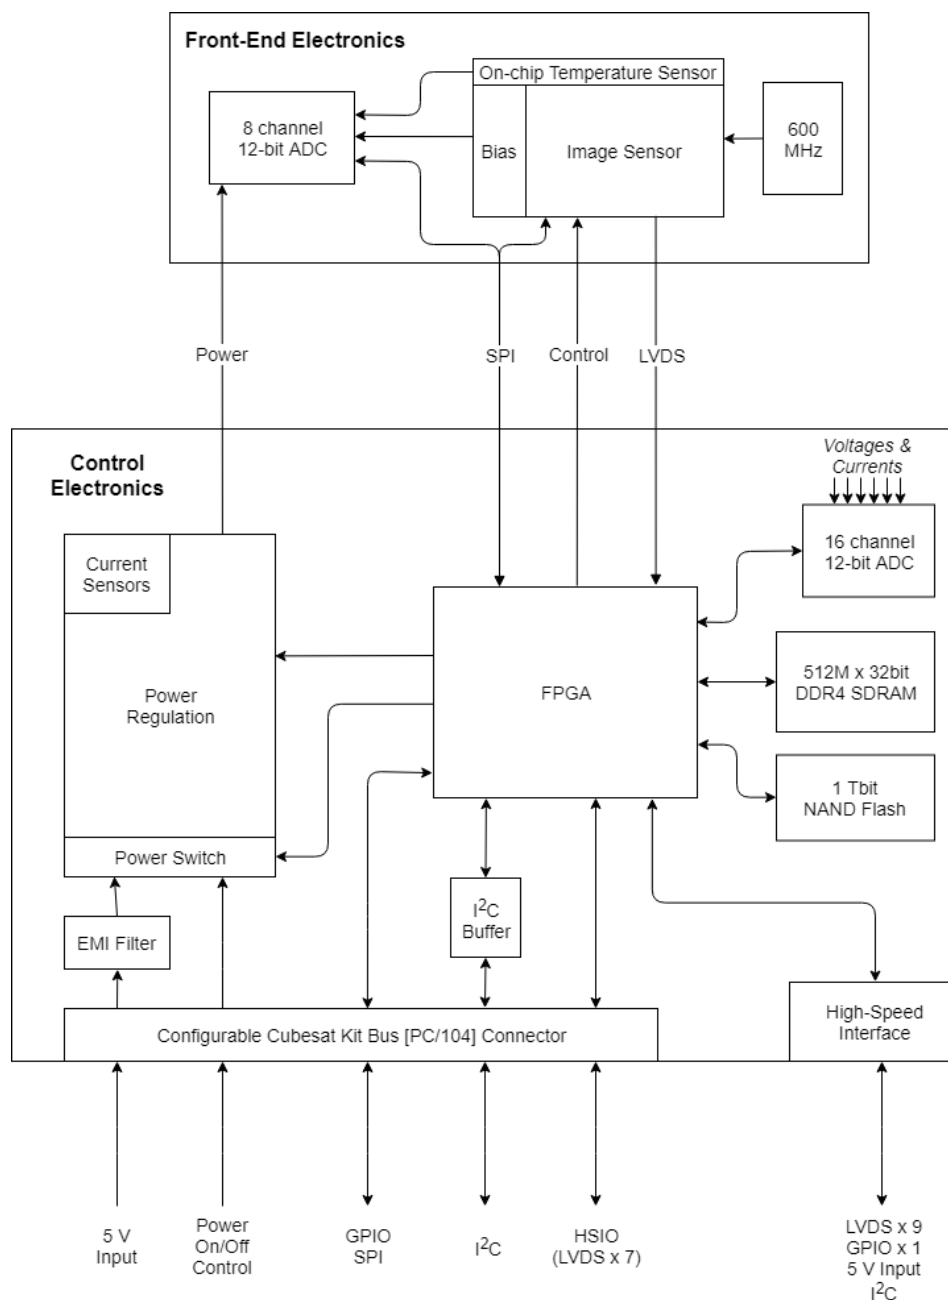 Front-End Electronics
On-chip Temperature Sensor
8 channel
12-bit ADC
Bias
Image Sensor
600
MHz
Power
SPI
Control
LVDS
Control
Electronics
Voltages &
Currents
Current
Sensors
16 channel
12-bit ADC
Power
Regulation
FPGA
512M x 32bit
DDR4 SDRAM
1 Tbit
NAND Flash
Power Switch
EMI Filter
I²C
Buffer
Configurable Cubesat Kit Bus [PC/104] Connector
High-Speed
Interface
5 V
Input
Power
On/Off
Control
GPIO
SPI
I²C
HSIO
(LVDS x 7)
LVDS x 9
GPIO x 1
5 V Input
I²C